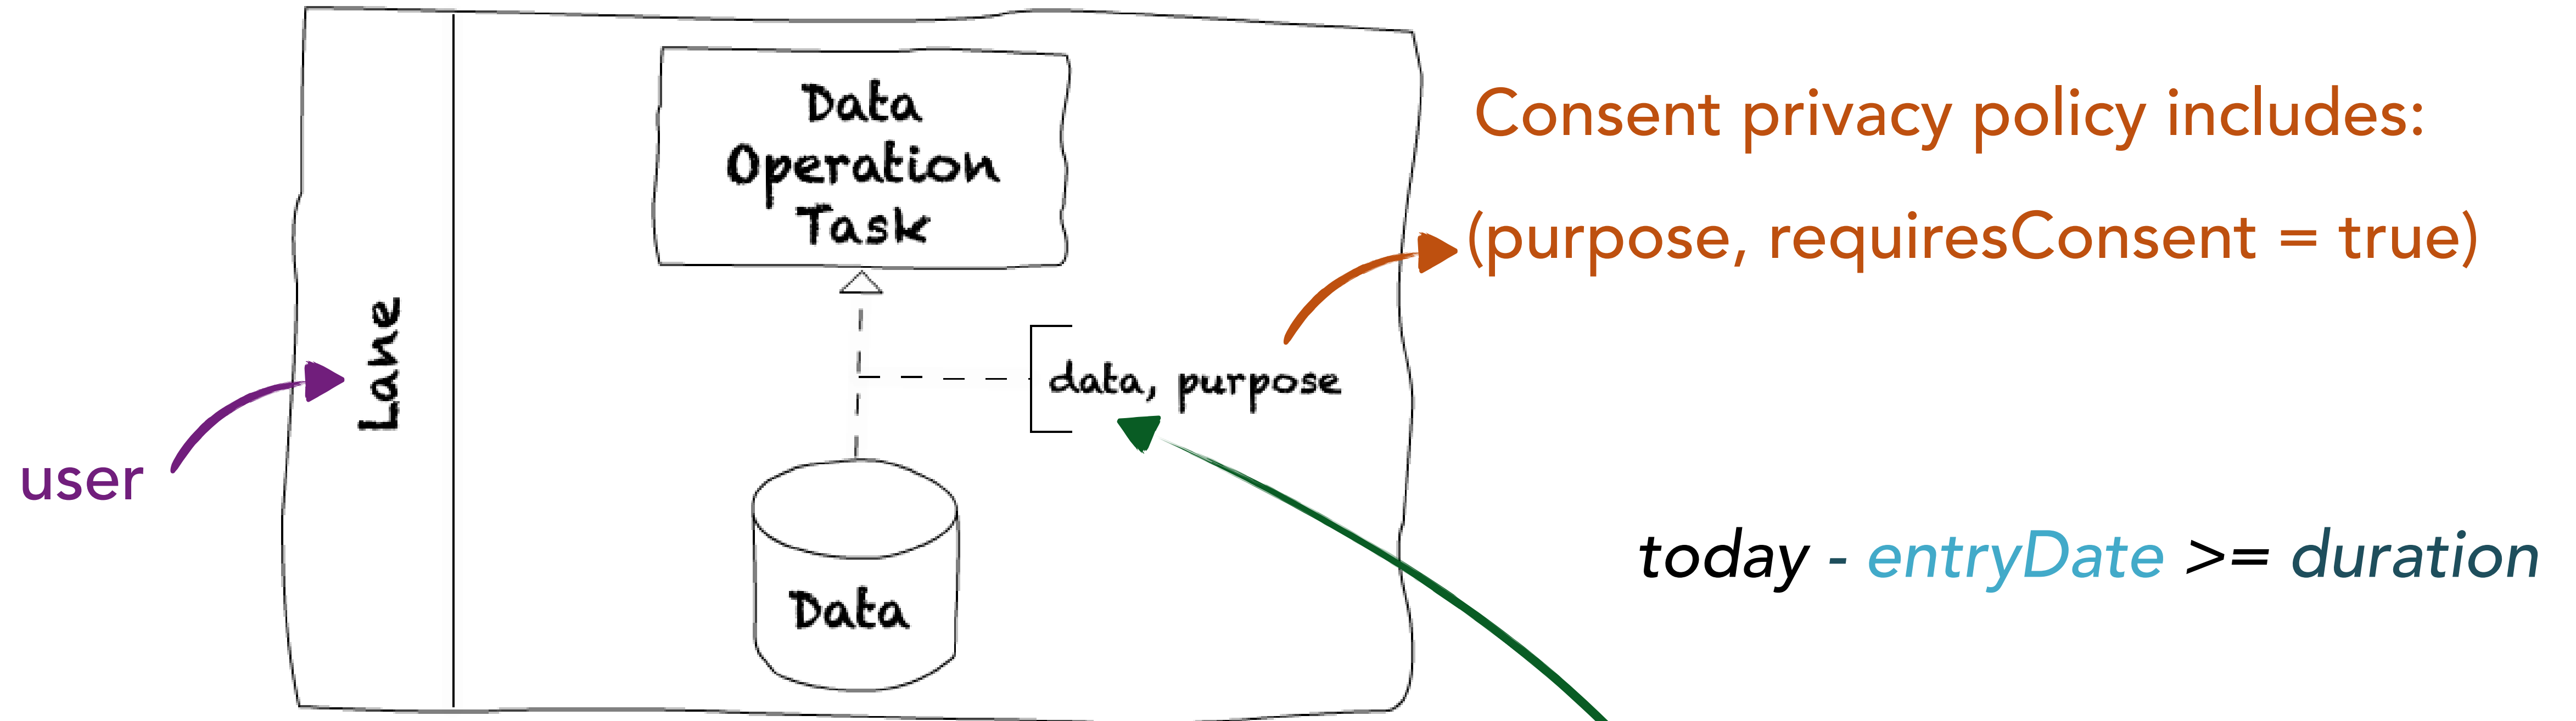 Data
Operation
Task
Consent privacy policy includes:
(purpose, requiresConsent = true)
Lane
data, purpose
user
today - entryDate >= duration
Data